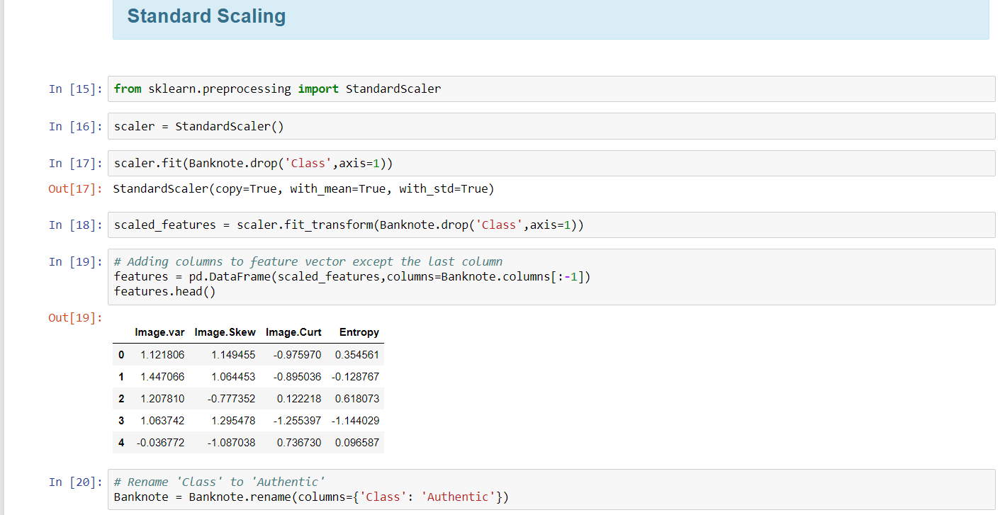 Standard Scaling
In [15]: from sklearn.preprocessing import StandardScaler
In [16]: scaler = StandardScaler()
In [17]: scaler.fit(Banknote.drop('Class',axis=1))
Out[17]: StandardScaler(copy=True, with_mean=True, with_std=True)
In [18]: scaled_features = scaler.fit_transform(Banknote.drop('Class',axis=1))
In [19]: # Adding columns to feature vector except the last column
features = pd.DataFrame(scaled_features,columns=Banknote.columns[:-1])
features.head()
Out[19]:
Image.var Image.Skew Image.Curt Entropy
0 1.121806 1.149455 -0.975970 0.354561
1 1.447066 1.064453 -0.895036 -0.128767
2 1.207810 -0.777352 0.122218 0.618073
3 1.063742 1.295478 -1.255397 -1.144029
4 -0.036772 -1.087038 0.736730 0.096587
In [20]: # Rename 'Class' to 'Authentic'
Banknote = Banknote.rename(columns={'Class': 'Authentic'})